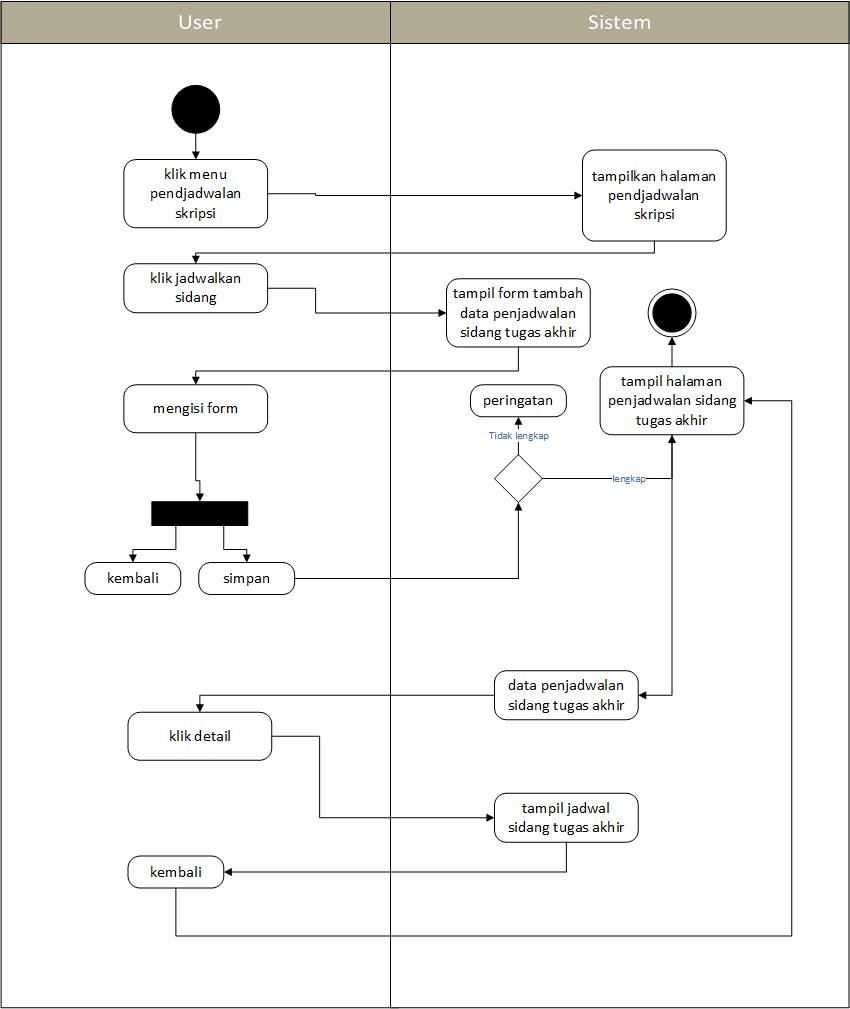 User
Sistem
klik menu
pendjadwalan
skripsi
tampilkan halaman
pendjadwalan
skripsi
klik jadwalkan
sidang
tampil form tambah
data penjadwalan
sidang tugas akhir
tampil halaman
penjadwalan sidang
tugas akhir
mengisi form
peringatan
Tidak lengkap
lengkap
kembali
simpan
data penjadwalan
sidang tugas akhir
klik detail
tampil jadwal
sidang tugas akhir
kembali